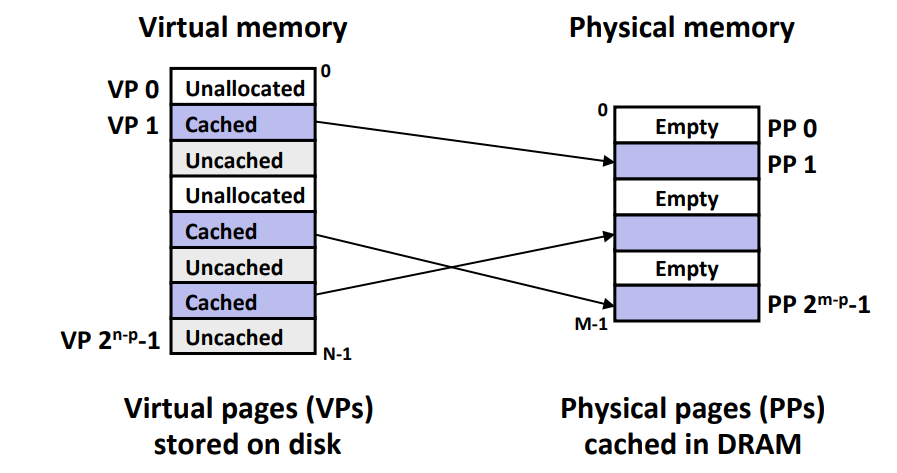 Virtual memory
Physical memory
0
VP 0
Unallocated
VP 1
Cached
Uncached
Unallocated
Cached
Uncached
Cached
VP 2ⁿ⁻ᵖ-1
Uncached
N-1
0
Empty
PP 0
PP 1
Empty
Empty
PP 2ᵐ⁻ᵖ-1
M-1
Virtual pages (VPs)
stored on disk
Physical pages (PPs)
cached in DRAM